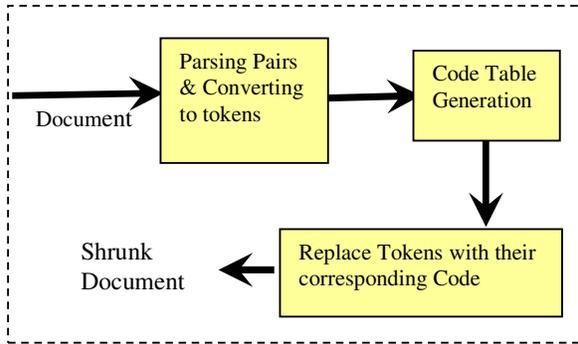 Parsing Pairs
& Converting
to tokens
Code Table
Generation
Document
Replace Tokens with their
corresponding Code
Shrunk
Document